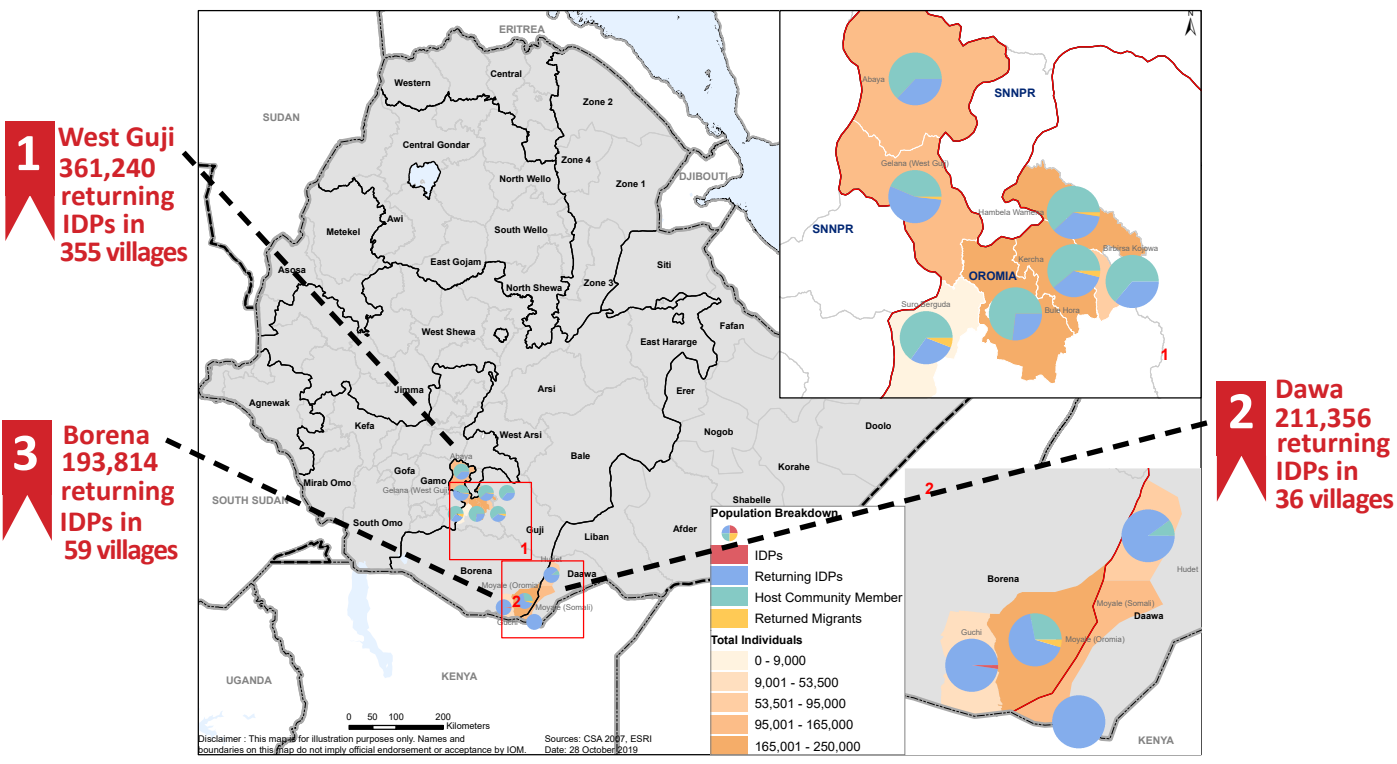 1
West Guji
361,240
returning
IDPs in
355 villages
3
Borena
193,814
returning
IDPs in
59 villages
2
Dawa
211,356
returning
IDPs in
36 villages
ERITREA
SUDAN
DJIBOUTI
SOUTH SUDAN
UGANDA
KENYA
Western
Central
Zone 2
Central Gondar
Zone 4
North Wello
Zone 1
Awi
Metekel
South Wello
East Gojam
Asosa
North Shewa
Zone 3
Siti
West Shewa
Fafan
East Hararge
Jimma
Arsi
Erer
Agnewak
Kefa
West Arsi
Nogob
Doolo
Abaya
Bale
Korahe
Gofa
Gamo
Mirab Omo
Gelana (West Guji)
Shabelle
South Omo
Guji
Liban
Afder
1
Borena
Hudet
Daawa
Moyale (Oromia)
2
Moyale (Somali)
Guchi
0 50 100 200
Kilometers
Disclaimer : This map is for illustration purposes only. Names and
boundaries on this map do not imply official endorsement or acceptance by IOM.
Sources: CSA 2007, ESRI
Date: 28 October 2019
Population Breakdown
IDPs
Returning IDPs
Host Community Member
Returned Migrants
Total Individuals
0 - 9,000
9,001 - 53,500
53,501 - 95,000
95,001 - 165,000
165,001 - 250,000
N
Abaya
SNNPR
Gelana (West Guji)
Hambela Wamena
SNNPR
Birbirsa Kojowa
Kercha
OROMIA
Suro Berguda
Bule Hora
1
2
Borena
Hudet
Moyale (Somali)
Daawa
Guchi
Moyale (Oromia)
KENYA